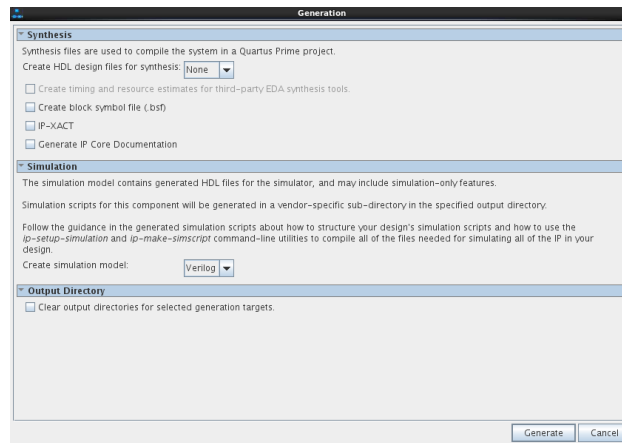 Generation
Synthesis
Synthesis files are used to compile the system in a Quartus Prime project.
Create HDL design files for synthesis: None
Create timing and resource estimates for third-party EDA synthesis tools.
Create block symbol file (.bsf)
IP-XACT
Generate IP Core Documentation
Simulation
The simulation model contains generated HDL files for the simulator, and may include simulation-only features.
Simulation scripts for this component will be generated in a vendor-specific sub-directory in the specified output directory.
Follow the guidance in the generated simulation scripts about how to structure your design's simulation scripts and how to use the
ip-setup-simulation and ip-make-simscript command-line utilities to compile all of the files needed for simulating all of the IP in your
design.
Create simulation model: Verilog
Output Directory
Clear output directories for selected generation targets.
Generate Cancel